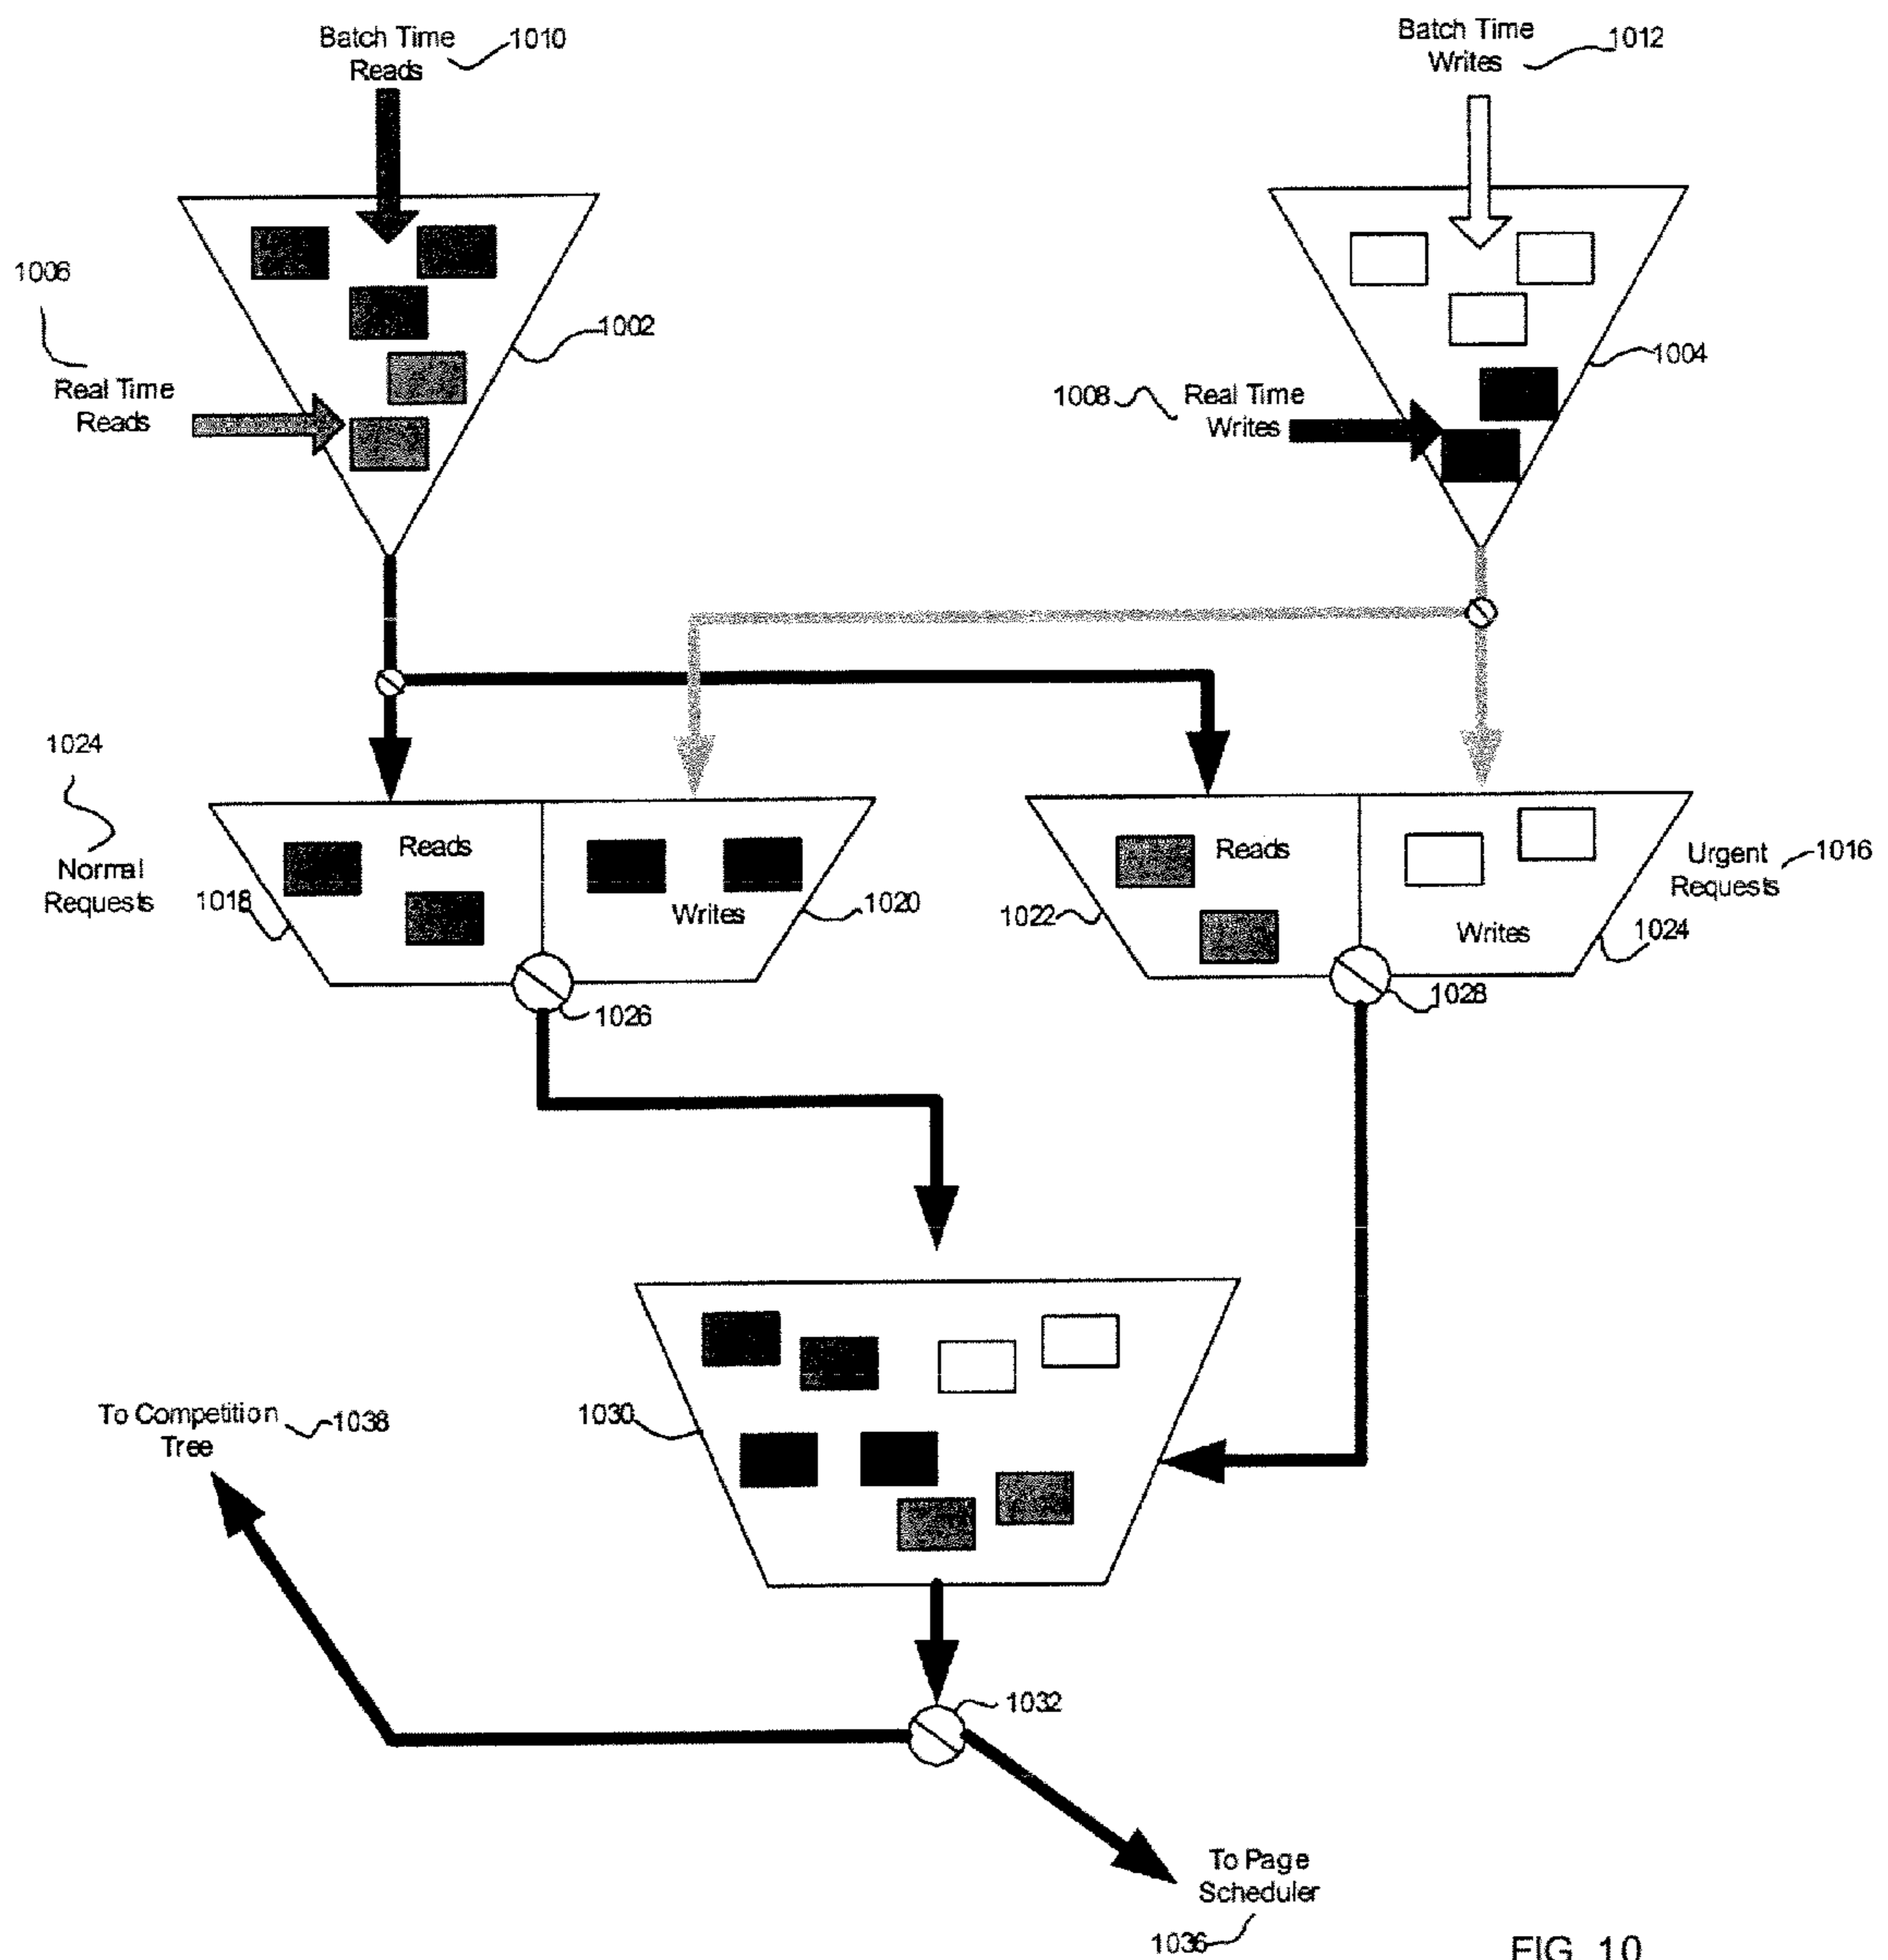 Batch Time
Reads
1010
Batch Time
Writes
1012
1006
1002
Real Time
Reads
1004
1008
Real Time
Writes
1024
Normal
Requests
Reads
1018
Writes
1020
1026
Reads
1022
Writes
1024
1028
Urgent
Requests
1016
1030
To Competition
Tree
1038
1032
To Page
Scheduler
1036
FIG. 10